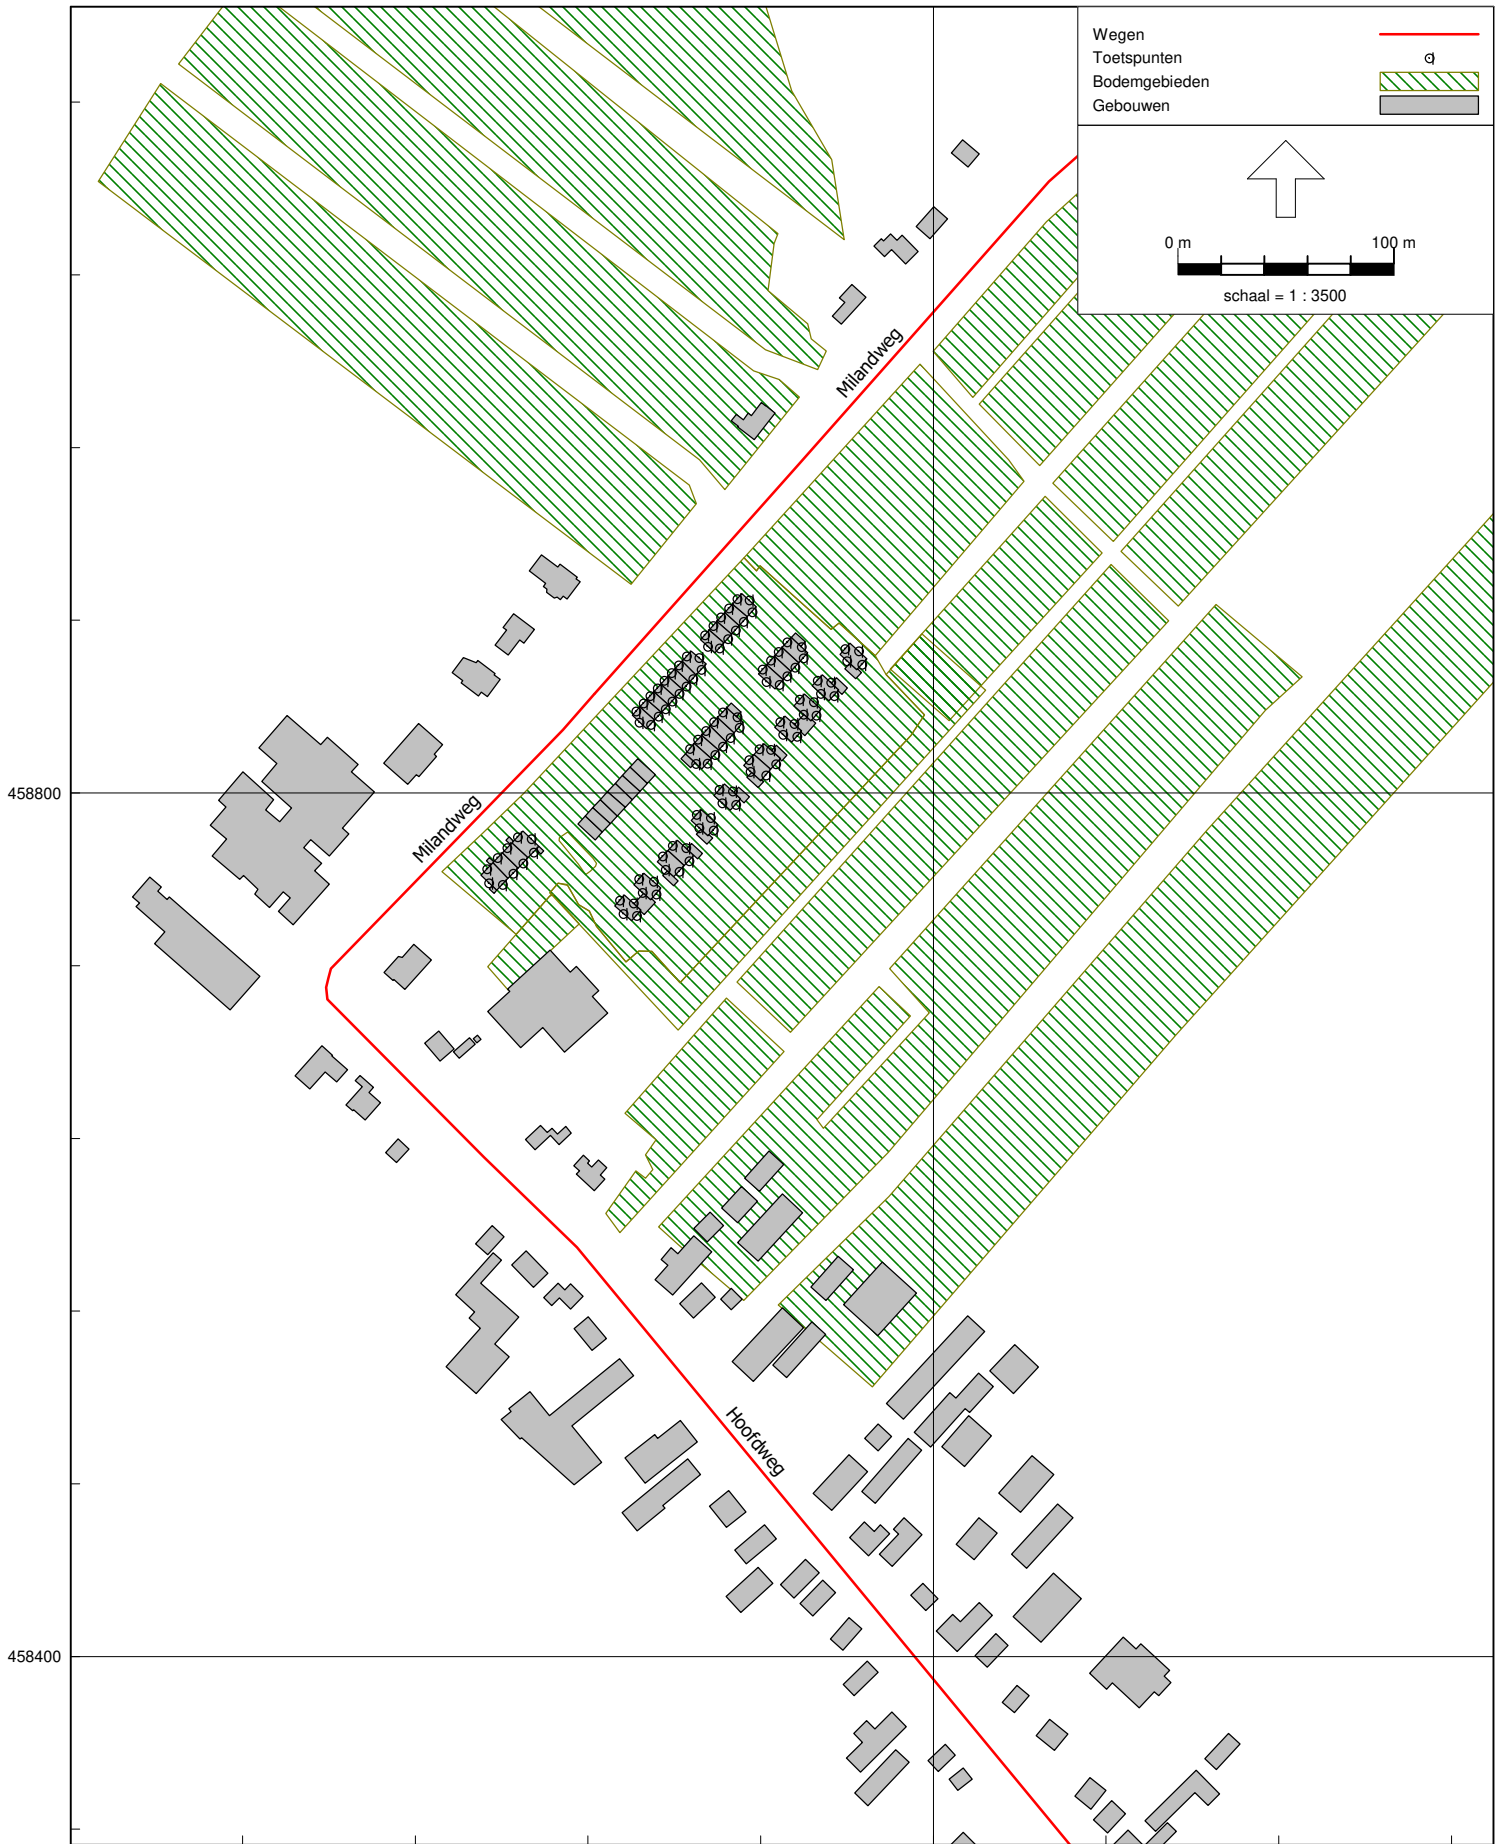 Wegen
Toetspunten
Bodemgebieden
Gebouwen
0 m 100 m
schaal = 1 : 3500
Milandweg
458800
Milandweg
Hoofdweg
458400